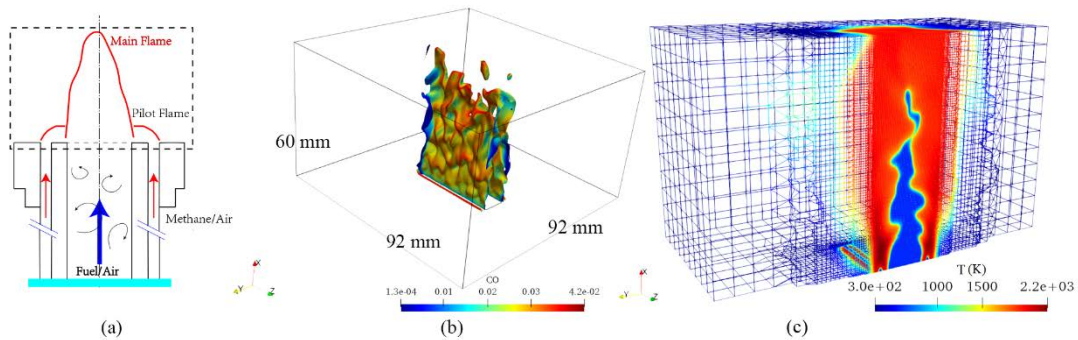 Main Flame
Pilot Flame
Methane/Air
Fuel/Air
X
Y
Z
(a)
60 mm
92 mm
92 mm
CO
1.3e-04 0.01 0.02 0.03 4.2e-02
X
Y
Z
(b)
T (K)
3.0e+02 1000 1500 2.2e+03
(c)